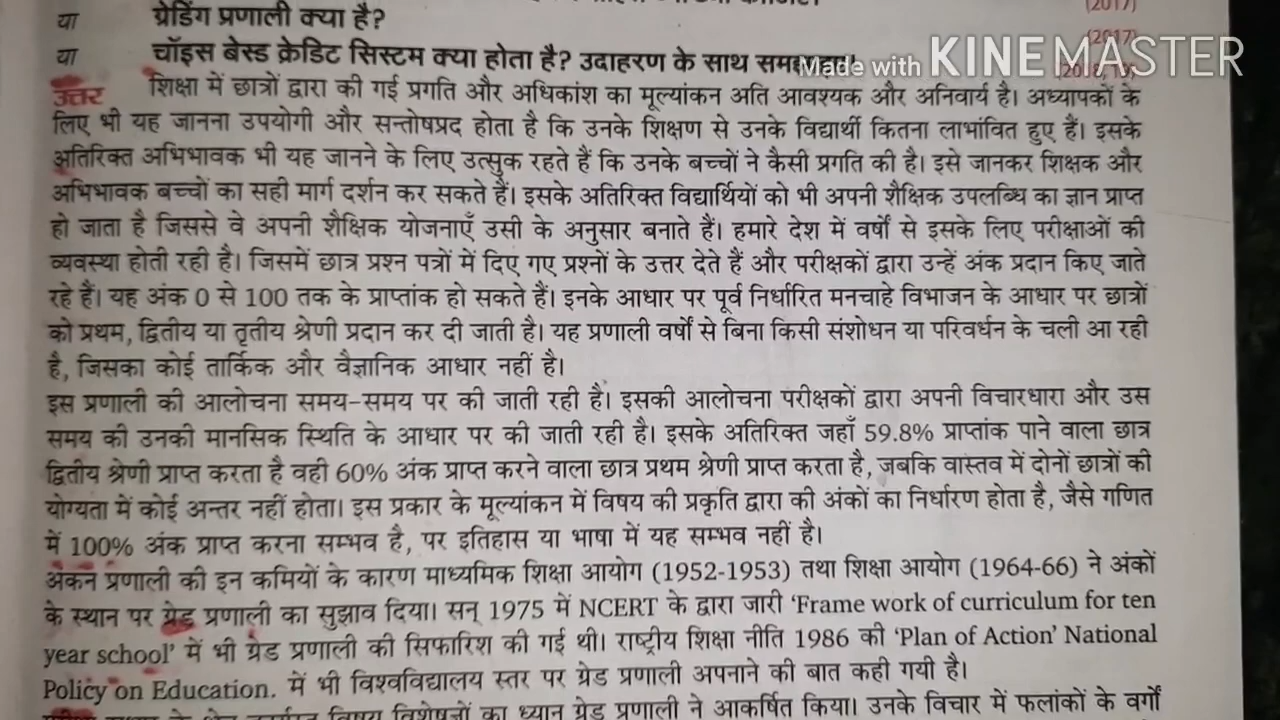 (2017)
या ग्रेडिंग प्रणाली क्या है?
(2017)
या चॉइस बेस्ड क्रेडिट सिस्टम क्या होता है? उदाहरण के साथ
Made with KINEMASTER
उत्तर शिक्षा में छात्रों द्वारा की गई प्रगति और अधिकांश का मूल्यांकन अति आवश्यक और अनिवार्य है। अध्यापकों के
लिए भी यह जानना उपयोगी और सन्तोषप्रद होता है कि उनके शिक्षण से उनके विद्यार्थी कितना लाभांवित हुए हैं। इसके
अतिरिक्त अभिभावक भी यह जानने के लिए उत्सुक रहते हैं कि उनके बच्चों ने कैसी प्रगति की है। इसे जानकर शिक्षक और
अभिभावक बच्चों का सही मार्ग दर्शन कर सकते हैं। इसके अतिरिक्त विद्यार्थियों को भी अपनी शैक्षिक उपलब्धि का ज्ञान प्राप्त
हो जाता है जिससे वे अपनी शैक्षिक योजनाएँ उसी के अनुसार बनाते हैं। हमारे देश में वर्षों से इसके लिए परीक्षाओं की
व्यवस्था होती रही है। जिसमें छात्र प्रश्न पत्रों में दिए गए प्रश्नों के उत्तर देते हैं और परीक्षकों द्वारा उन्हें अंक प्रदान किए जाते
रहे हैं। यह अंक 0 से 100 तक के प्राप्तांक हो सकते हैं। इनके आधार पर पूर्व निर्धारित मनचाहे विभाजन के आधार पर छात्रों
को प्रथम, द्वितीय या तृतीय श्रेणी प्रदान कर दी जाती है। यह प्रणाली वर्षों से बिना किसी संशोधन या परिवर्धन के चली आ रही
है, जिसका कोई तार्किक और वैज्ञानिक आधार नहीं है।
इस प्रणाली की आलोचना समय-समय पर की जाती रही है। इसकी आलोचना परीक्षकों द्वारा अपनी विचारधारा और उस
समय की उनकी मानसिक स्थिति के आधार पर की जाती रही है। इसके अतिरिक्त जहाँ 59.8% प्राप्तांक पाने वाला छात्र
द्वितीय श्रेणी प्राप्त करता है वही 60% अंक प्राप्त करने वाला छात्र प्रथम श्रेणी प्राप्त करता है, जबकि वास्तव में दोनों छात्रों की
योग्यता में कोई अन्तर नहीं होता। इस प्रकार के मूल्यांकन में विषय की प्रकृति द्वारा की अंकों का निर्धारण होता है, जैसे गणित
में 100% अंक प्राप्त करना सम्भव है, पर इतिहास या भाषा में यह सम्भव नहीं है।
अंकन प्रणाली की इन कमियों के कारण माध्यमिक शिक्षा आयोग (1952-1953) तथा शिक्षा आयोग (1964-66) ने अंकों
के स्थान पर ग्रेड प्रणाली का सुझाव दिया। सन् 1975 में NCERT के द्वारा जारी ‘Frame work of curriculum for ten
year school’ में भी ग्रेड प्रणाली की सिफारिश की गई थी। राष्ट्रीय शिक्षा नीति 1986 की ‘Plan of Action’ National
Policy on Education. में भी विश्वविद्यालय स्तर पर ग्रेड प्रणाली अपनाने की बात कही गयी है।
विषय विशेषज्ञों का ध्यान ग्रेड प्रणाली ने आकर्षित किया। उनके विचार में फलांकों के वर्गों